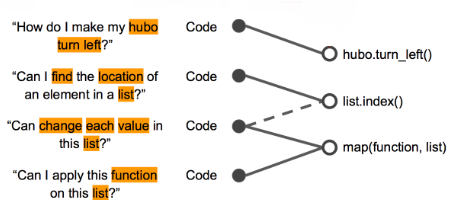 "How do I make my hubo
turn left?"
Code
hubo.turn_left()
"Can I find the location of
an element in a list?"
Code
list.index()
"Can change each value in
this list?"
Code
map(function, list)
"Can I apply this function
on this list?"
Code